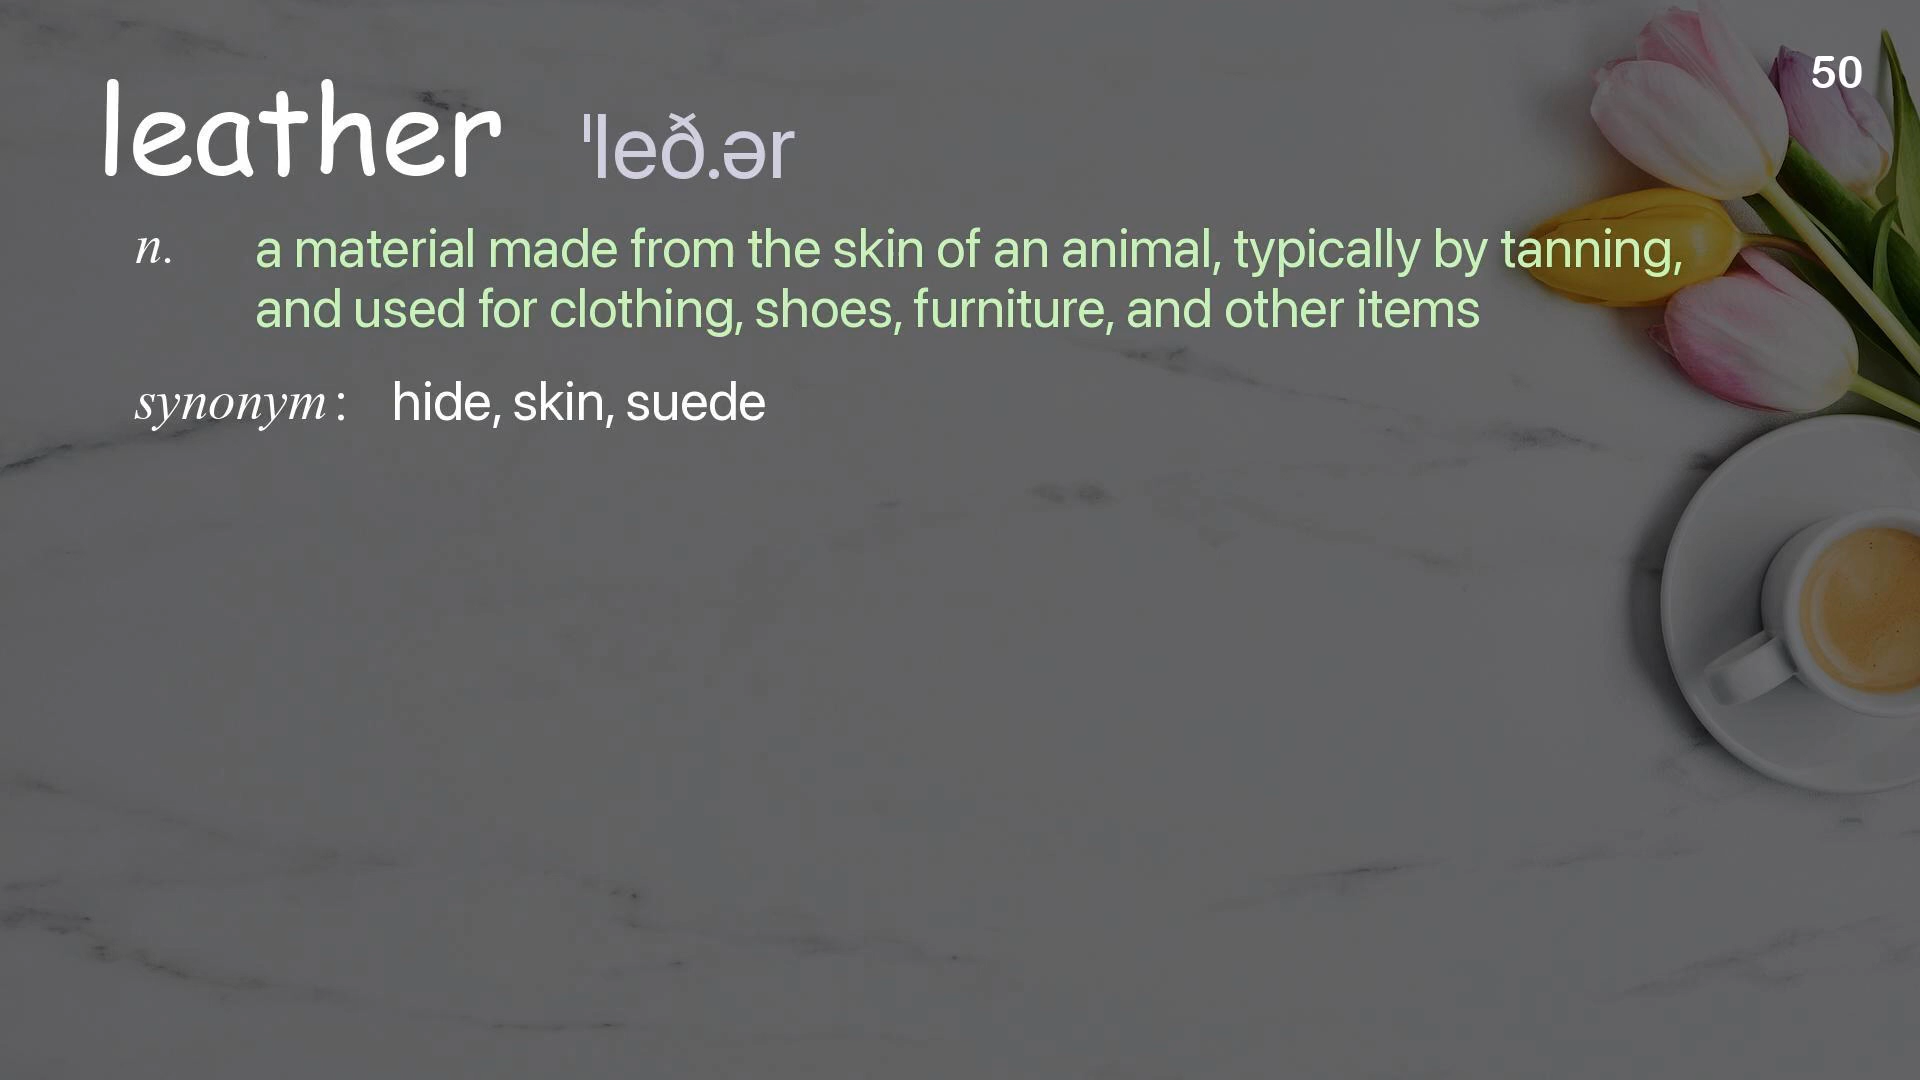 50
leather ˈleð.ər
n. a material made from the skin of an animal, typically by tanning,
and used for clothing, shoes, furniture, and other items
synonym: hide, skin, suede